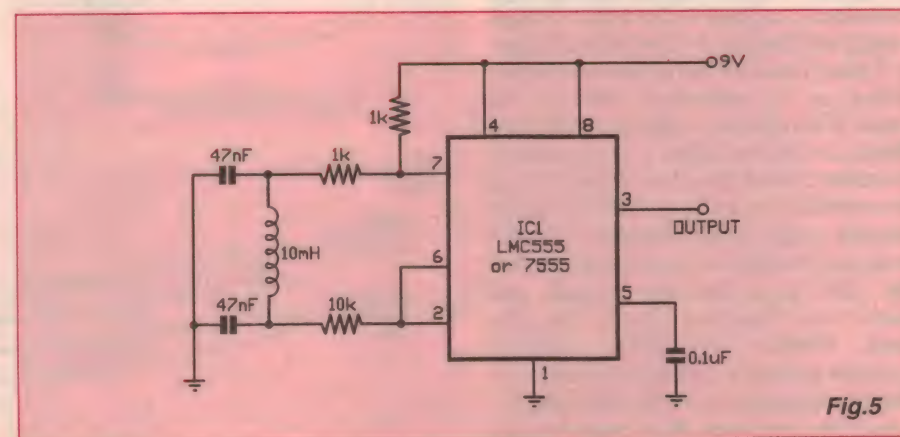 9V
1k
4
8
47nF
1k
7
IC1
LMC555
or 7555
3
OUTPUT
10mH
6
47nF
10k
2
5
0.1uF
1
Fig.5